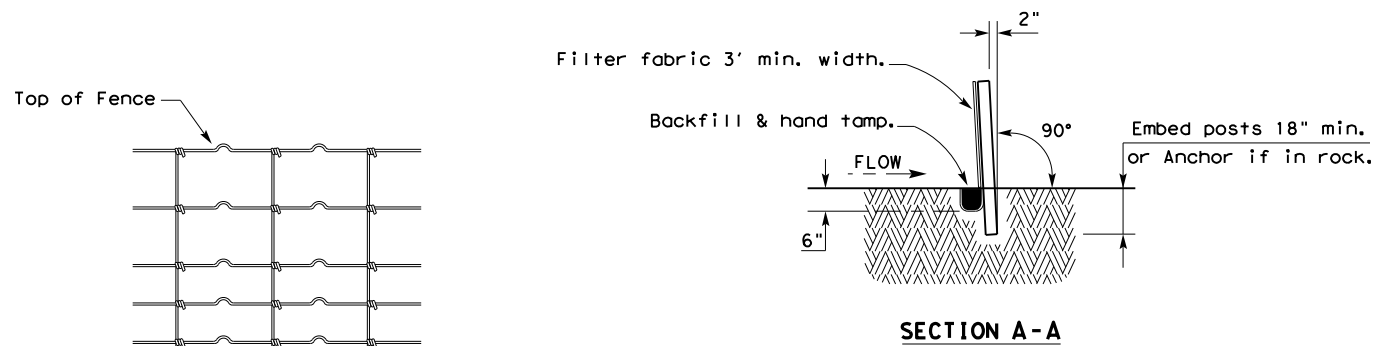 Top of Fence
2"
Filter fabric 3' min. width.
Backfill & hand tamp.
90°
Embed posts 18" min.
or Anchor if in rock.
FLOW
6"
SECTION A-A